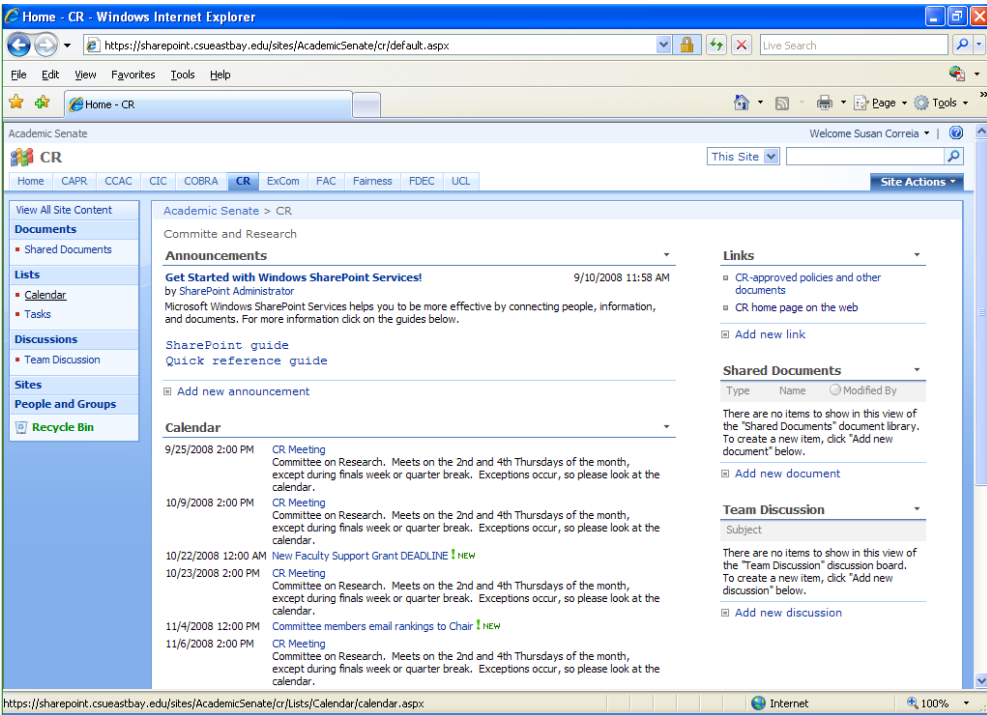 Home - CR - Windows Internet Explorer
https://sharepoint.csueastbay.edu/sites/AcademicSenate/cr/default.aspx
Live Search
File Edit View Favorites Tools Help
Home - CR
Page Tools
Academic Senate
Welcome Susan Correia
CR
This Site
Home CAPR CCAC CIC COBRA CR ExCom FAC Fairness FDEC UCL
Site Actions
View All Site Content
Documents
Shared Documents
Lists
Calendar
Tasks
Discussions
Team Discussion
Sites
People and Groups
Recycle Bin
Academic Senate > CR
Committe and Research
Announcements
Get Started with Windows SharePoint Services! 9/10/2008 11:58 AM
by SharePoint Administrator
Microsoft Windows SharePoint Services helps you to be more effective by connecting people, information,
and documents. For more information click on the guides below.
SharePoint guide
Quick reference guide
Add new announcement
Calendar
9/25/2008 2:00 PM CR Meeting
Committee on Research. Meets on the 2nd and 4th Thursdays of the month,
except during finals week or quarter break. Exceptions occur, so please look at the
calendar.
10/9/2008 2:00 PM CR Meeting
Committee on Research. Meets on the 2nd and 4th Thursdays of the month,
except during finals week or quarter break. Exceptions occur, so please look at the
calendar.
10/22/2008 12:00 AM New Faculty Support Grant DEADLINE ! NEW
10/23/2008 2:00 PM CR Meeting
Committee on Research. Meets on the 2nd and 4th Thursdays of the month,
except during finals week or quarter break. Exceptions occur, so please look at the
calendar.
11/4/2008 12:00 PM Committee members email rankings to Chair ! NEW
11/6/2008 2:00 PM CR Meeting
Committee on Research. Meets on the 2nd and 4th Thursdays of the month,
except during finals week or quarter break. Exceptions occur, so please look at the
calendar.
Links
CR-approved policies and other
documents
CR home page on the web
Add new link
Shared Documents
Type Name Modified By
There are no items to show in this view of
the "Shared Documents" document library.
To create a new item, click "Add new
document" below.
Add new document
Team Discussion
Subject
There are no items to show in this view of
the "Team Discussion" discussion board.
To create a new item, click "Add new
discussion" below.
Add new discussion
https://sharepoint.csueastbay.edu/sites/AcademicSenate/cr/Lists/Calendar/calendar.aspx
Internet
100%